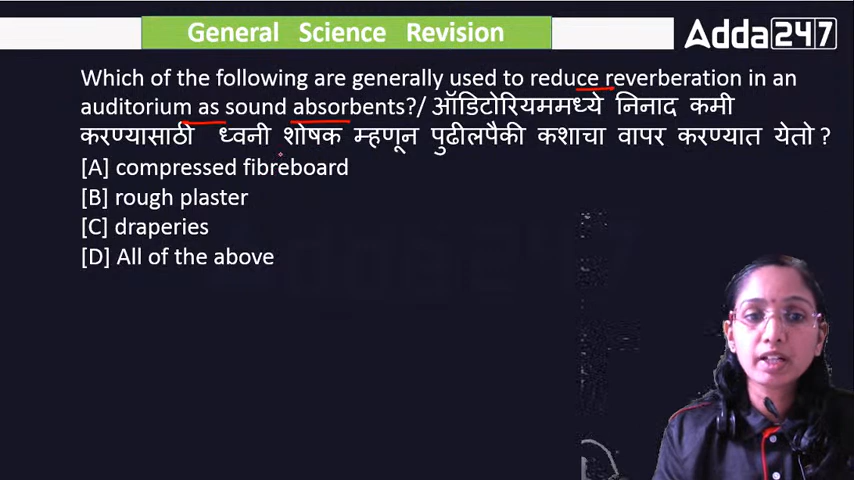 General Science Revision
Adda247
Which of the following are generally used to reduce reverberation in an
auditorium as sound absorbents?/ ऑडिटोरियममध्ये निनाद कमी
करण्यासाठी ध्वनी शोषक म्हणून पुढीलपैकी कशाचा वापर करण्यात येतो ?
[A] compressed fibreboard
[B] rough plaster
[C] draperies
[D] All of the above